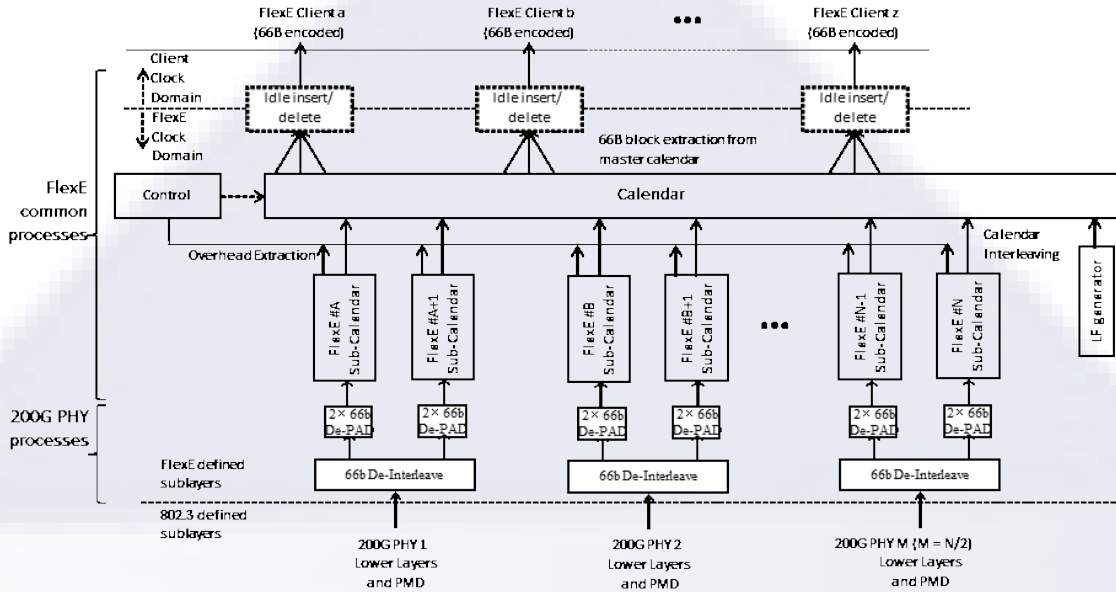 FlexE Client a
(66B encoded)
FlexE Client b
(66B encoded)
FlexE Client z
(66B encoded)
Client
Clock
Domain
FlexE
Clock
Domain
Idle insert/
delete
Idle insert/
delete
Idle insert/
delete
66B block extraction from
master calendar
FlexE
common
processes
Control
Calendar
Overhead Extraction
Calendar
Interleaving
FlexE #A
Sub-Calendar
FlexE #A+1
Sub-Calendar
FlexE #B
Sub-Calendar
FlexE #B+1
Sub-Calendar
FlexE #N-1
Sub-Calendar
FlexE #N
Sub-Calendar
LF generator
200G PHY
processes
2× 66b
De-PAD
2× 66b
De-PAD
2× 66b
De-PAD
2× 66b
De-PAD
2× 66b
De-PAD
2× 66b
De-PAD
FlexE defined
sublayers
66b De-Interleave
66b De-Interleave
66b De-Interleave
802.3 defined
sublayers
200G PHY 1
Lower Layers
and PMD
200G PHY 2
Lower Layers
and PMD
200G PHY M (M = N/2)
Lower Layers
and PMD